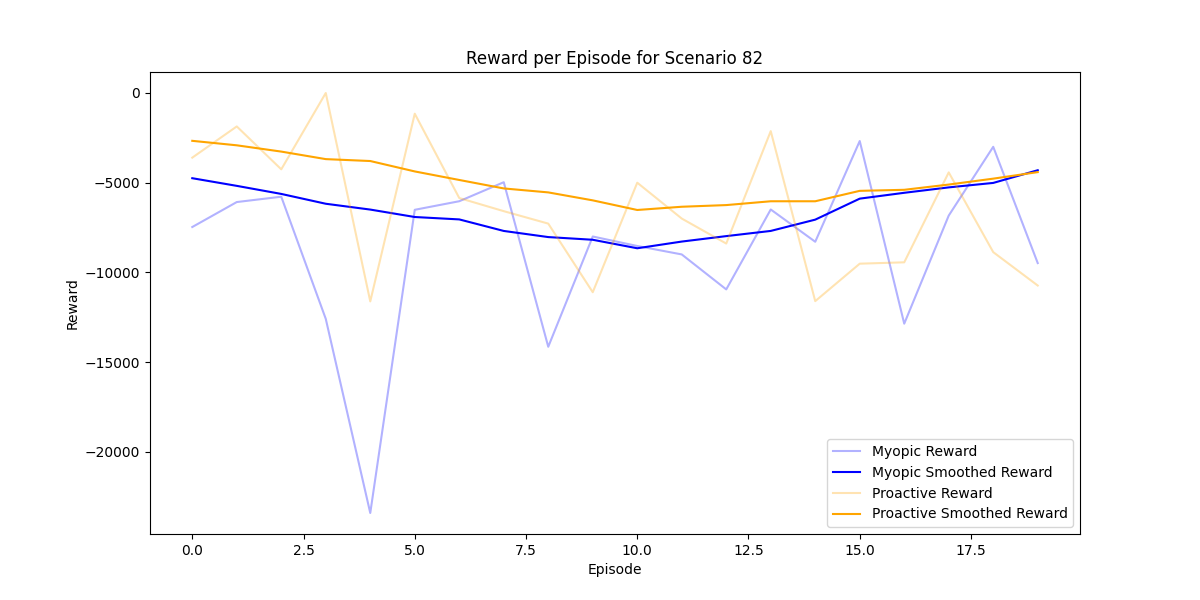 Reward per Episode for Scenario 82
0
−5000
−10000
−15000
−20000
Reward
0.0
2.5
5.0
7.5
10.0
12.5
15.0
17.5
Episode
Myopic Reward
Myopic Smoothed Reward
Proactive Reward
Proactive Smoothed Reward